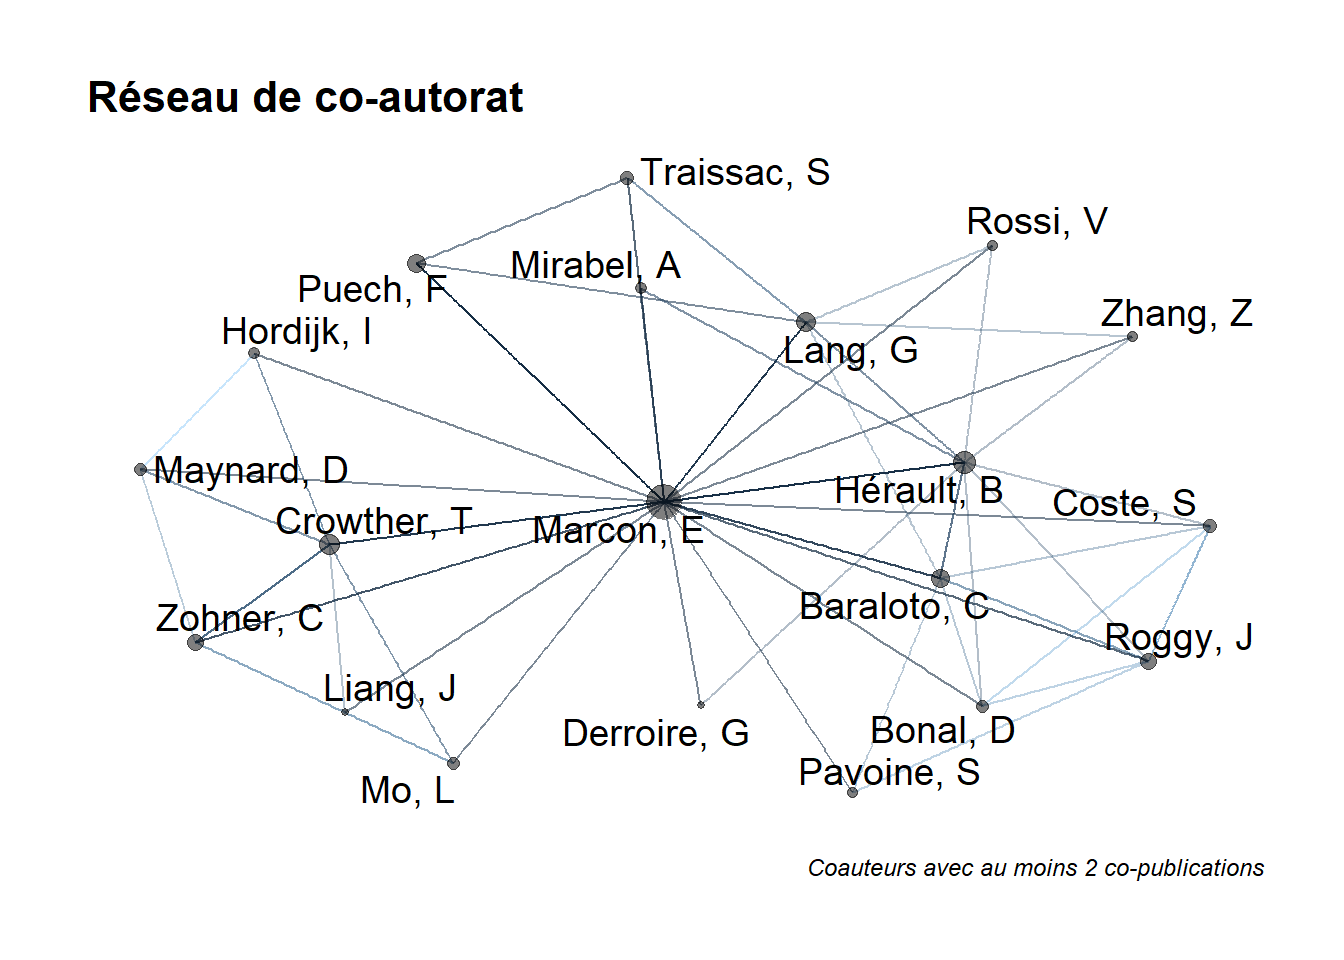 Réseau de co-autorat
Traissac, S
Rossi, V
Mirabel, A
Puech, F
Zhang, Z
Hordijk, I
Lang, G
Maynard, D
Hérault, B
Coste, S
Crowther, T
Marcon, E
Baraloto, C
Zohner, C
Roggy, J
Liang, J
Derroire, G
Bonal, D
Pavoine, S
Mo, L
Coauteurs avec au moins 2 co-publications